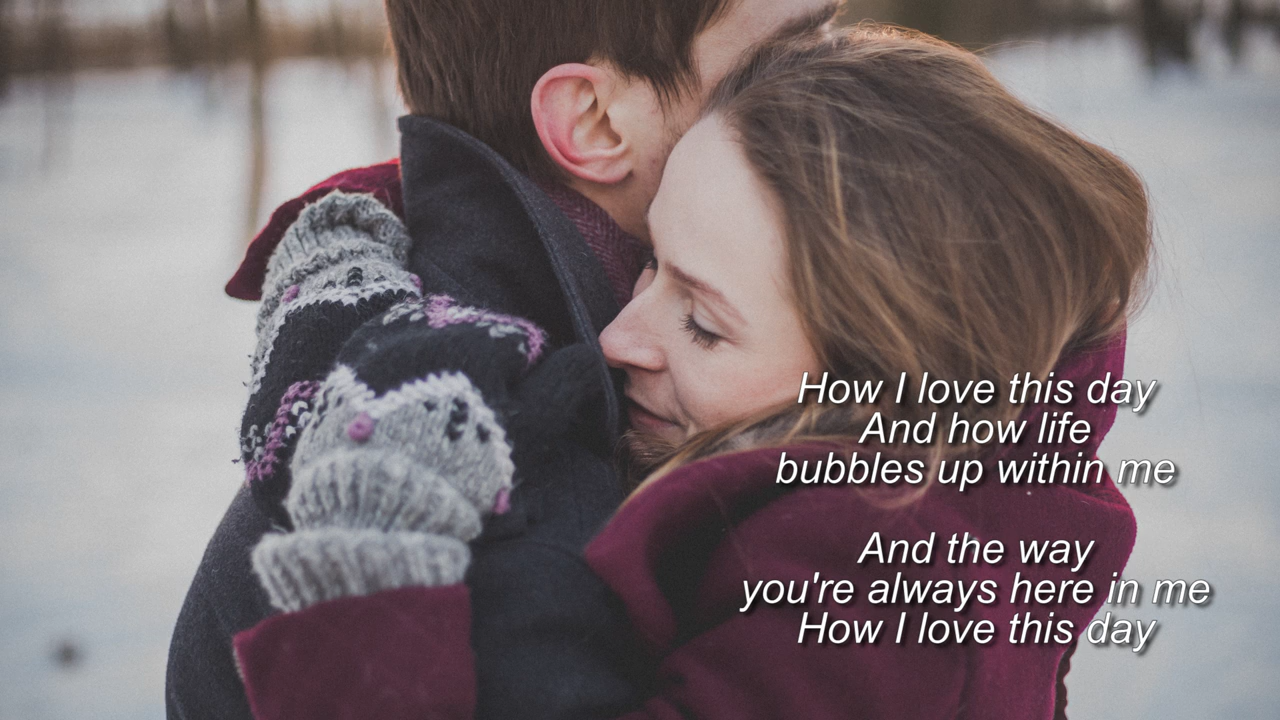 How I love this day
And how life
bubbles up within me
And the way
you're always here in me
How I love this day